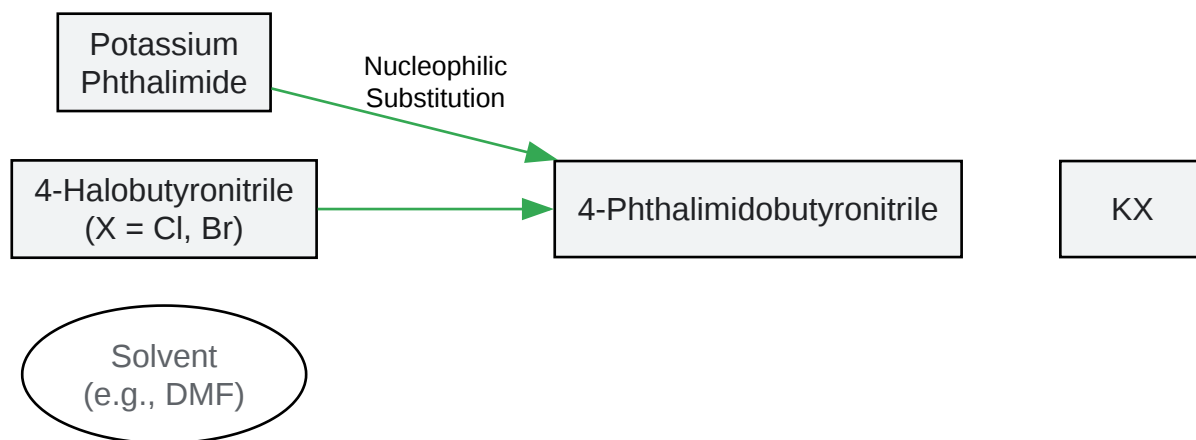 Potassium
Phthalimide
Nucleophilic
Substitution
4-Halobutyronitrile
(X = Cl, Br)
4-Phthalimidobutyronitrile
KX
Solvent
(e.g., DMF)